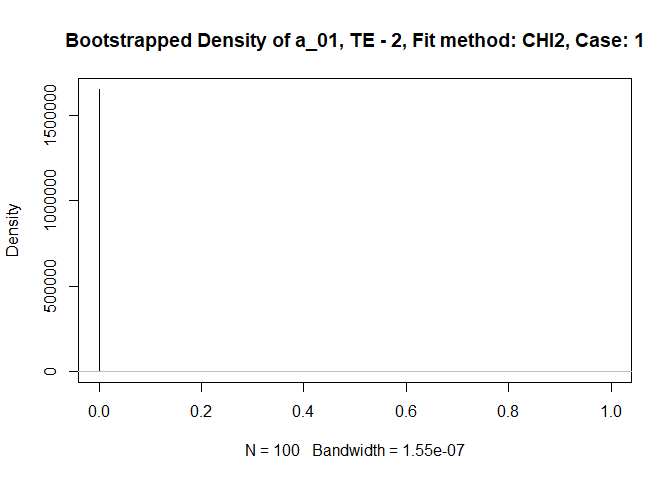 Bootstrapped Density of a_01, TE - 2, Fit method: CHI2, Case: 1
Density
1500000
1000000
500000
0
0.0 0.2 0.4 0.6 0.8 1.0
N = 100 Bandwidth = 1.55e-07